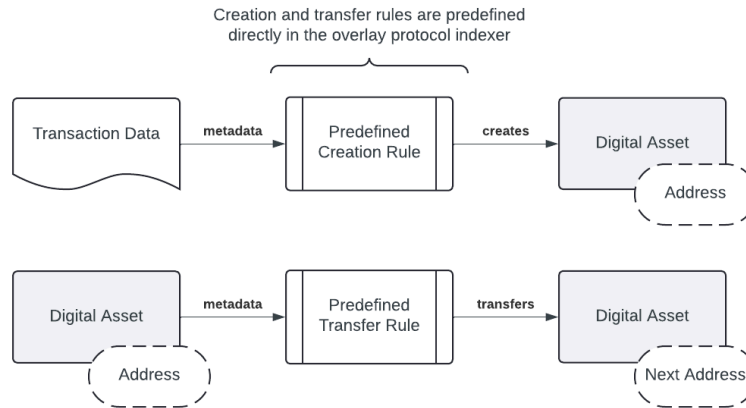 Creation and transfer rules are predefined
directly in the overlay protocol indexer
Transaction Data
metadata
Predefined
Creation Rule
creates
Digital Asset
Address
Digital Asset
Address
metadata
Predefined
Transfer Rule
transfers
Digital Asset
Next Address